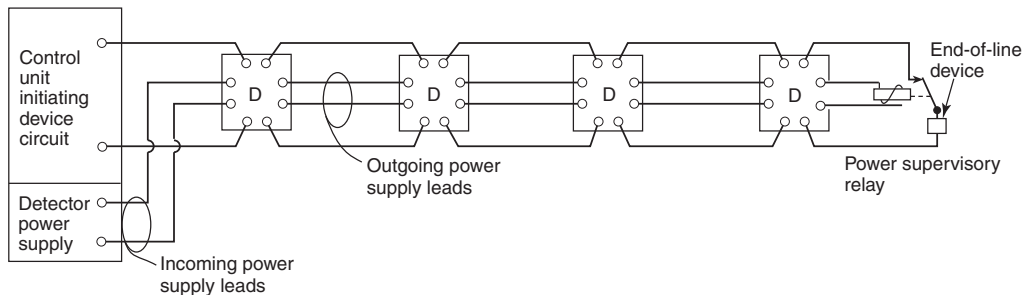 Control
unit
initiating
device
circuit
Detector
power
supply
D
D
D
D
End-of-line
device
Outgoing power
supply leads
Power supervisory
relay
Incoming power
supply leads